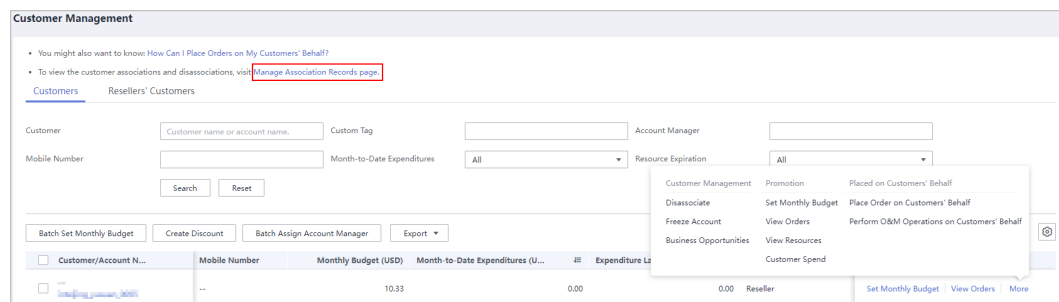 Customer Management
• You might also want to know: How Can I Place Orders on My Customers' Behalf?
• To view the customer associations and disassociations, visit Manage Association Records page.
Customers Resellers' Customers
Customer Customer name or account name. Custom Tag Account Manager
Mobile Number Month-to-Date Expenditures All Resource Expiration All
Search Reset
Customer Management Promotion Placed on Customers' Behalf
Disassociate Set Monthly Budget Place Order on Customers' Behalf
Freeze Account View Orders Perform O&M Operations on Customers' Behalf
Business Opportunities View Resources
Customer Spend
Batch Set Monthly Budget Create Discount Batch Assign Account Manager Export
Customer/Account N... Mobile Number Monthly Budget (USD) Month-to-Date Expenditures (U... Expenditure La
-- 10.33 0.00 0.00 Reseller Set Monthly Budget View Orders More